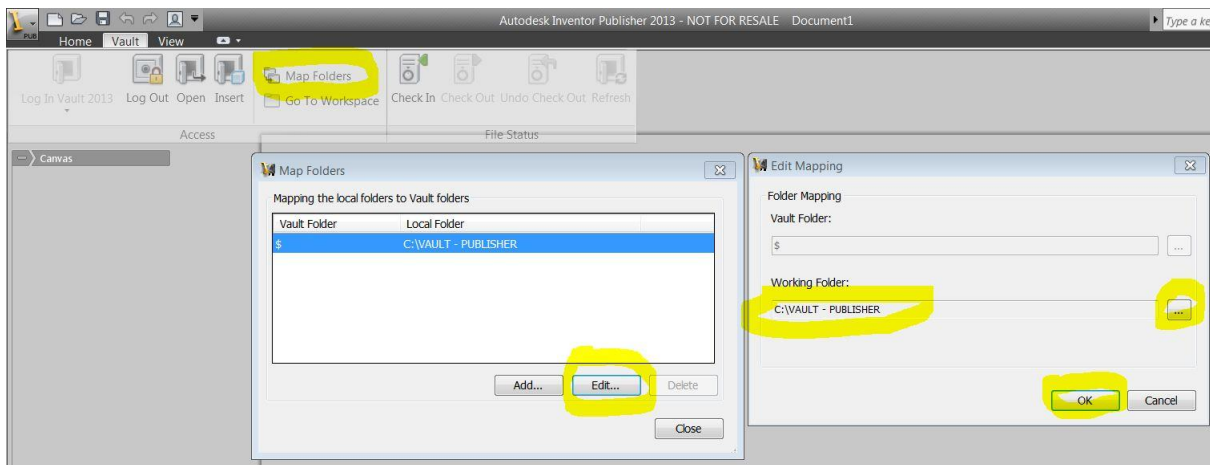 Autodesk Inventor Publisher 2013 - NOT FOR RESALE Document1
Type a ke
PUB
Home Vault View
Log In Vault 2013 Log Out Open Insert
Map Folders
Go To Workspace
Check In Check Out Undo Check Out Refresh
Access
File Status
Canvas
Map Folders
Mapping the local folders to Vault folders
Vault Folder Local Folder
$ C:\VAULT - PUBLISHER
Add... Edit... Delete
Close
Edit Mapping
Folder Mapping
Vault Folder:
$ ...
Working Folder:
C:\VAULT - PUBLISHER ...
OK Cancel